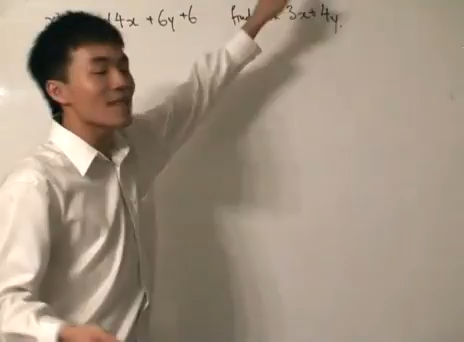 14x + 6y + 6 find 3x + 4y.